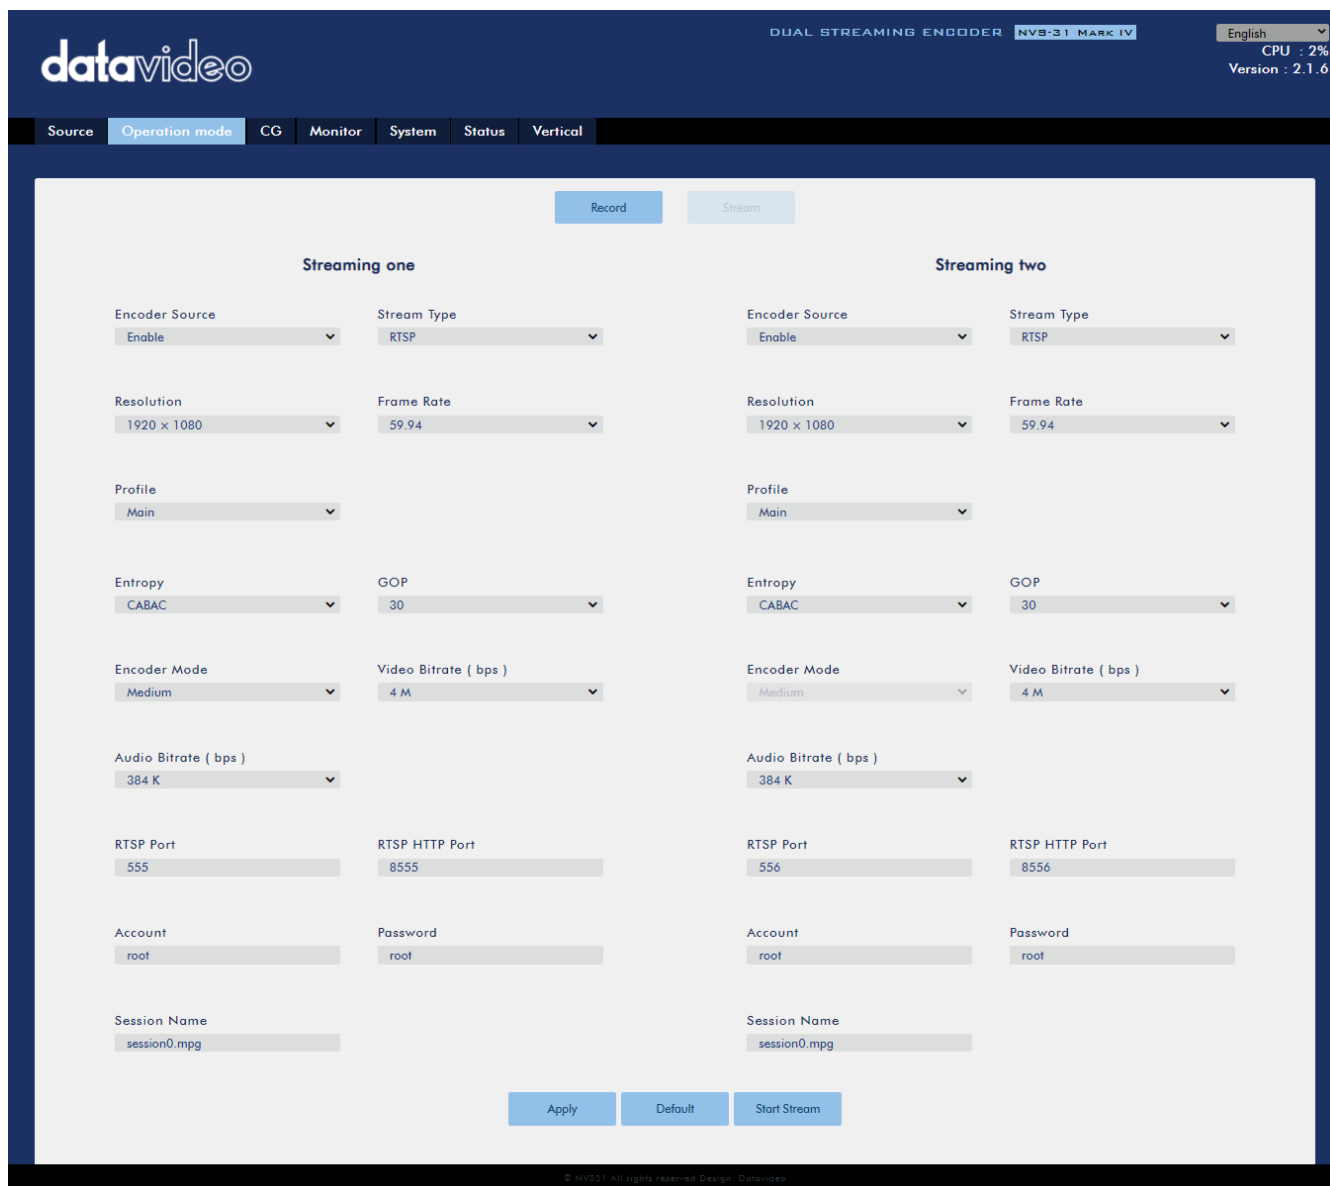 datavideo
DUAL STREAMING ENCODER NVS-31 MARK IV
English
CPU : 2%
Version : 2.1.6
Source Operation mode CG Monitor System Status Vertical
Record Stream
Streaming one Streaming two
Encoder Source Stream Type Encoder Source Stream Type
Enable RTSP Enable RTSP
Resolution Frame Rate Resolution Frame Rate
1920 × 1080 59.94 1920 × 1080 59.94
Profile Profile
Main Main
Entropy GOP Entropy GOP
CABAC 30 CABAC 30
Encoder Mode Video Bitrate ( bps ) Encoder Mode Video Bitrate ( bps )
Medium 4 M Medium 4 M
Audio Bitrate ( bps ) Audio Bitrate ( bps )
384 K 384 K
RTSP Port RTSP HTTP Port RTSP Port RTSP HTTP Port
555 8555 556 8556
Account Password Account Password
root root root root
Session Name Session Name
session0.mpg session0.mpg
Apply Default Start Stream
© NVS31 All rights reserved Design: Datavideo